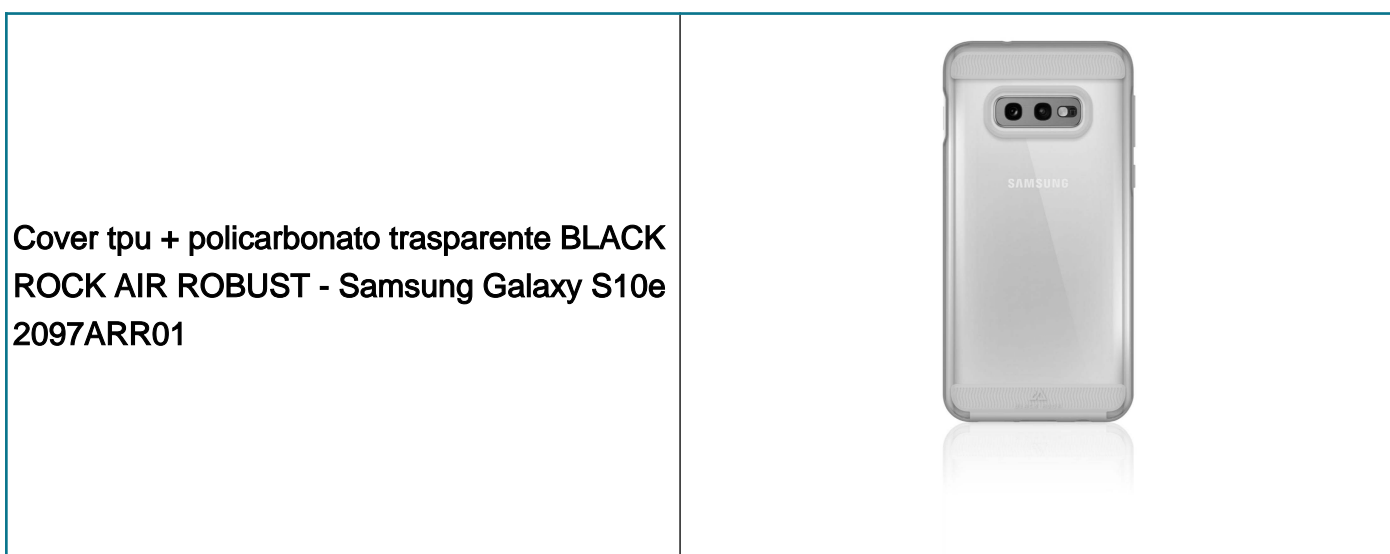 Cover tpu + policarbonato trasparente BLACK
ROCK AIR ROBUST - Samsung Galaxy S10e
2097ARR01
SAMSUNG